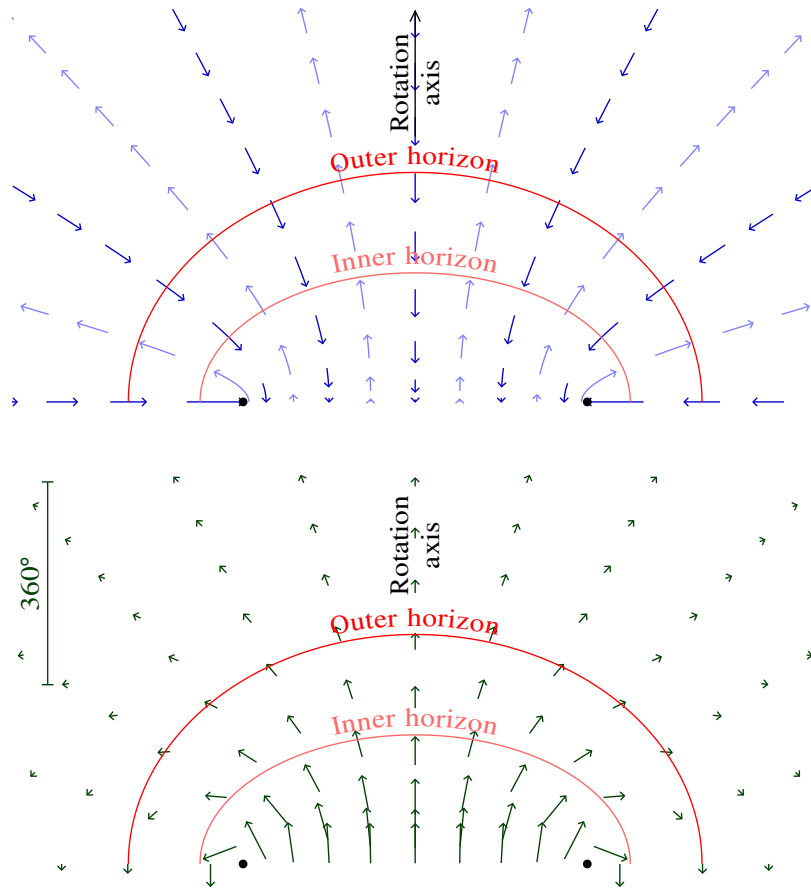 Rotation
axis
Outer horizon
Inner horizon
360°
Rotation
axis
Outer horizon
Inner horizon